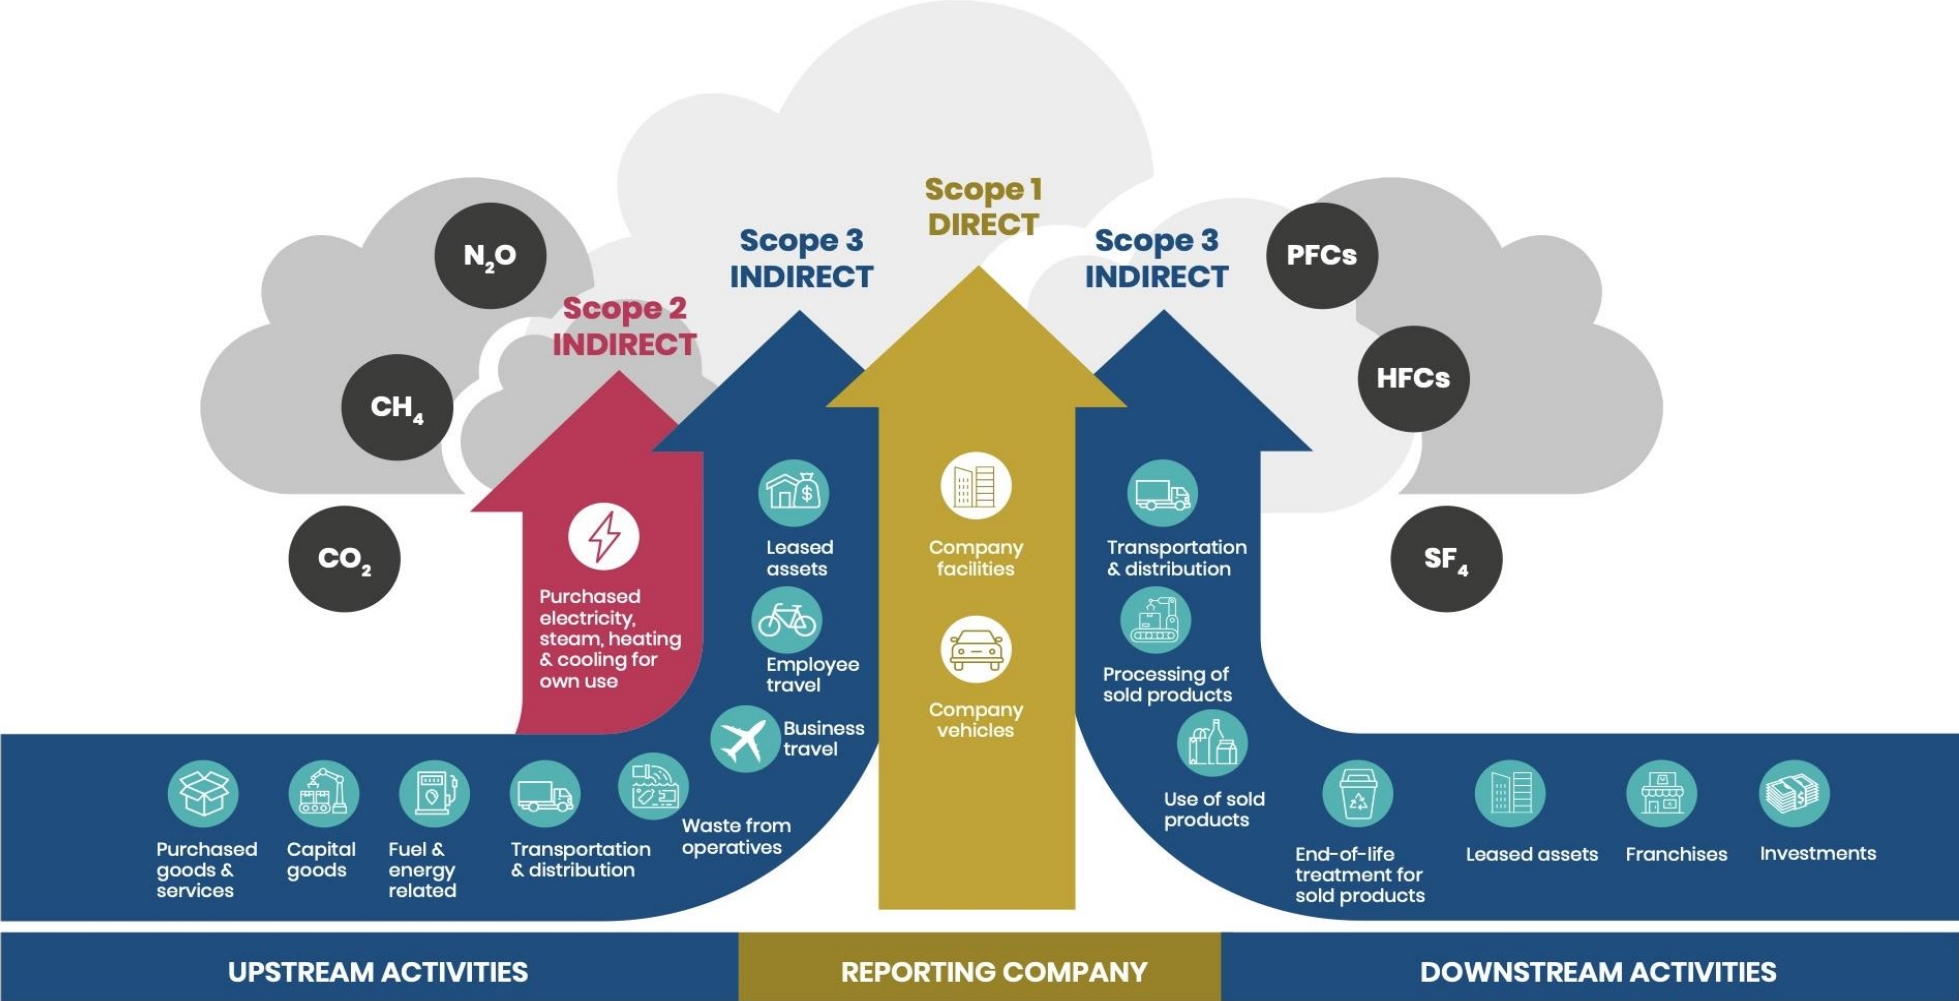 Scope 1
DIRECT
Scope 3
INDIRECT
Scope 3
INDIRECT
Scope 2
INDIRECT
N₂O
CH₄
CO₂
PFCs
HFCs
SF₄
Purchased
electricity,
steam, heating
& cooling for
own use
Leased
assets
Employee
travel
Business
travel
Company
facilities
Company
vehicles
Transportation
& distribution
Processing of
sold products
Use of sold
products
Purchased
goods &
services
Capital
goods
Fuel &
energy
related
Transportation
& distribution
Waste from
operatives
End-of-life
treatment for
sold products
Leased assets
Franchises
Investments
UPSTREAM ACTIVITIES
REPORTING COMPANY
DOWNSTREAM ACTIVITIES